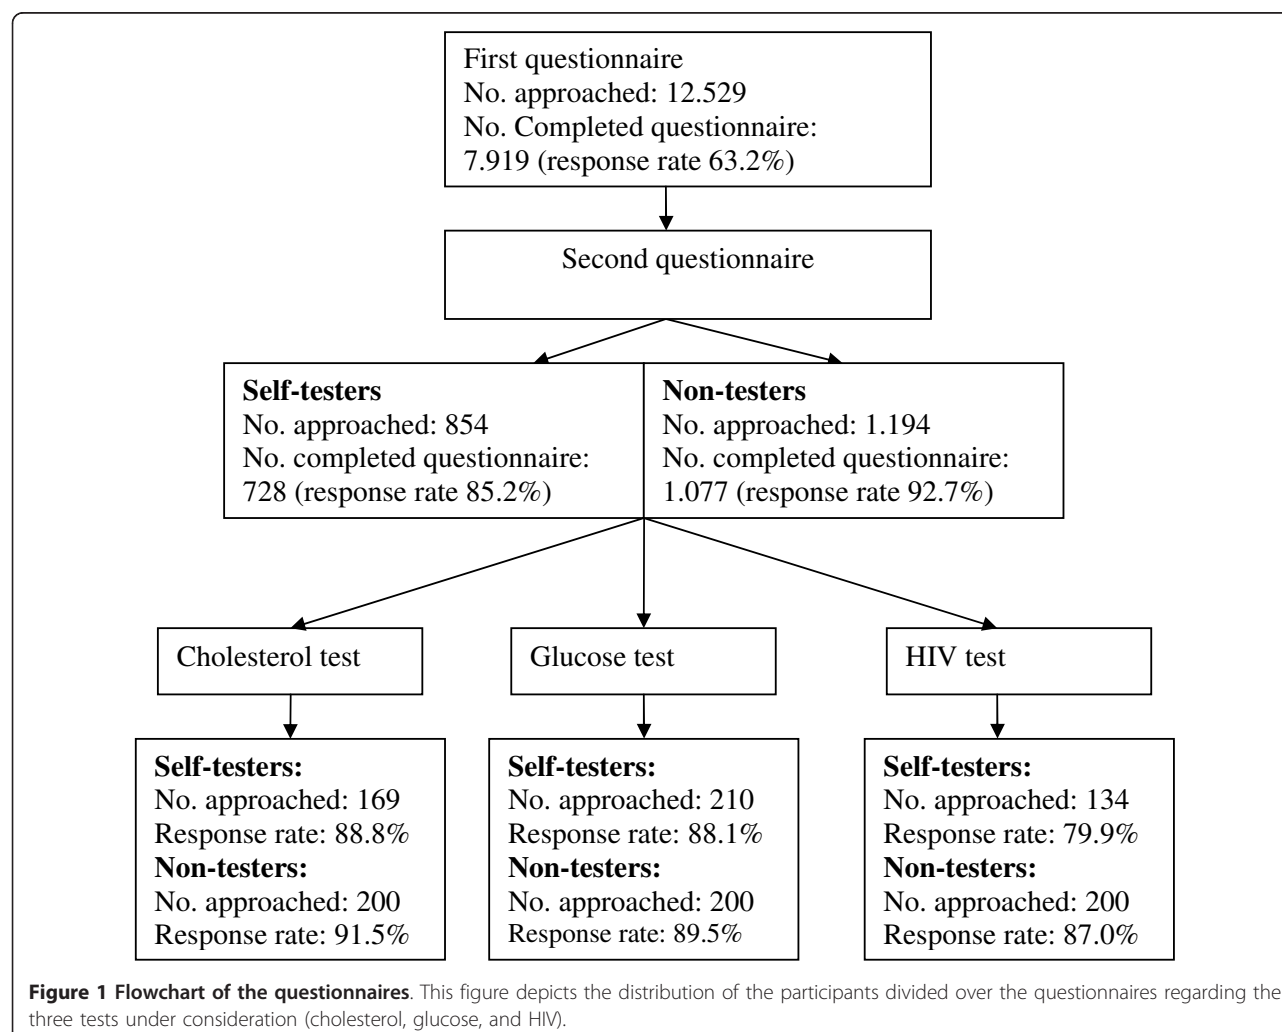 First questionnaire
No. approached: 12.529
No. Completed questionnaire:
7.919 (response rate 63.2%)
Second questionnaire
Self-testers
No. approached: 854
No. completed questionnaire:
728 (response rate 85.2%)
Non-testers
No. approached: 1.194
No. completed questionnaire:
1.077 (response rate 92.7%)
Cholesterol test
Glucose test
HIV test
Self-testers:
No. approached: 169
Response rate: 88.8%
Non-testers:
No. approached: 200
Response rate: 91.5%
Self-testers:
No. approached: 210
Response rate: 88.1%
Non-testers:
No. approached: 200
Response rate: 89.5%
Self-testers:
No. approached: 134
Response rate: 79.9%
Non-testers:
No. approached: 200
Response rate: 87.0%
Figure 1 Flowchart of the questionnaires. This figure depicts the distribution of the participants divided over the questionnaires regarding the
three tests under consideration (cholesterol, glucose, and HIV).